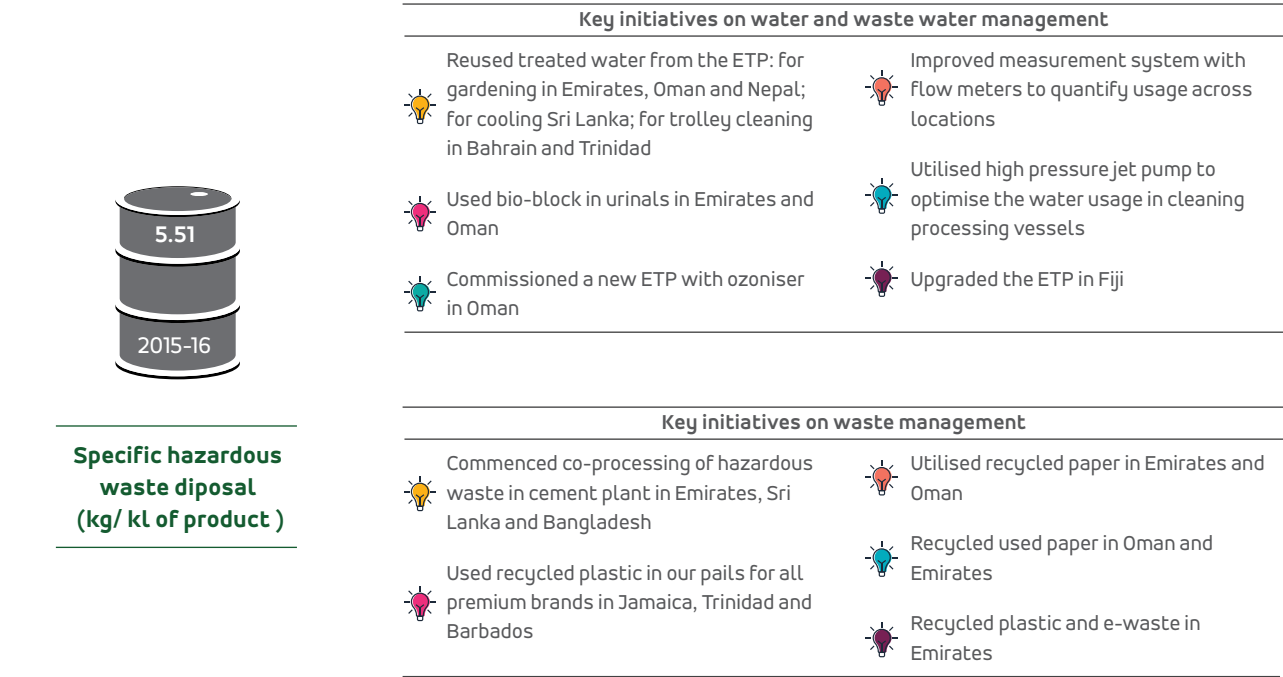 5.51
2015-16
Specific hazardous
waste diposal
(kg/ kl of product )
Key initiatives on water and waste water management
Reused treated water from the ETP: for
gardening in Emirates, Oman and Nepal;
for cooling Sri Lanka; for trolley cleaning
in Bahrain and Trinidad
Used bio-block in urinals in Emirates and
Oman
Commissioned a new ETP with ozoniser
in Oman
Improved measurement system with
flow meters to quantify usage across
locations
Utilised high pressure jet pump to
optimise the water usage in cleaning
processing vessels
Upgraded the ETP in Fiji
Key initiatives on waste management
Commenced co-processing of hazardous
waste in cement plant in Emirates, Sri
Lanka and Bangladesh
Used recycled plastic in our pails for all
premium brands in Jamaica, Trinidad and
Barbados
Utilised recycled paper in Emirates and
Oman
Recycled used paper in Oman and
Emirates
Recycled plastic and e-waste in
Emirates